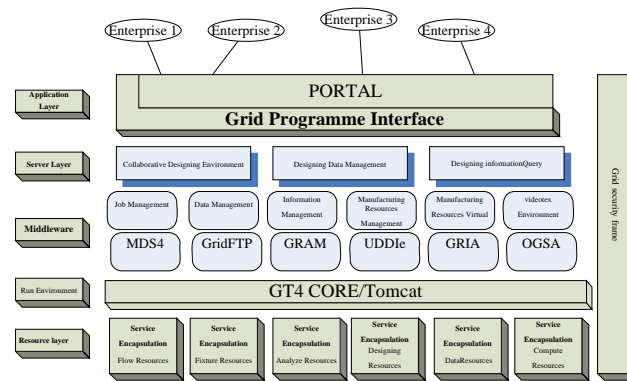 Enterprise 1
Enterprise 2
Enterprise 3
Enterprise 4
Application
Layer
PORTAL
Grid Programme Interface
Server Layer
Collaborative Designing Environment
Designing Data Management
Designing informationQuery
Grid security frame
Middleware
Job Management
Data Management
Information
Management
Manufacturing
Resources
Management
Manufacturing
Resources Virtual
videotex
Environment
MDS4
GridFTP
GRAM
UDDIe
GRIA
OGSA
Run Environment
GT4 CORE/Tomcat
Resource layer
Service
Encapsulation
Flow Resources
Service
Encapsulation
Fixture Resources
Service
Encapsulation
Analyze Resources
Service
Encapsulation
Designing
Resources
Service
Encapsulation
DataResources
Service
Encapsulation
Compute
Resources